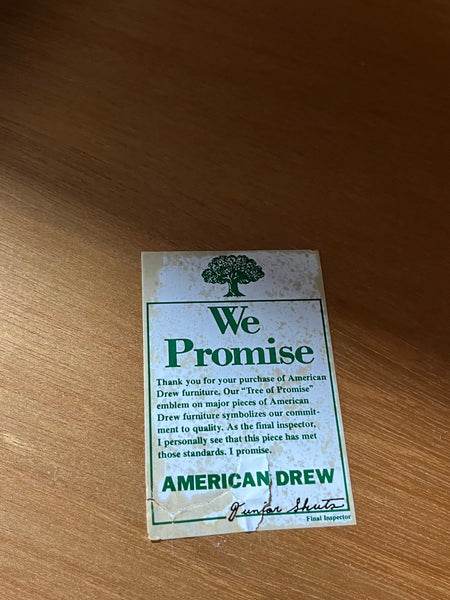 We
Promise
Thank you for your purchase of American
Drew furniture. Our “Tree of Promise”
emblem on major pieces of American
Drew furniture symbolizes our commit-
ment to quality. As the final inspector,
I personally see that this piece has met
those standards. I promise.
AMERICAN DREW
Junior Shuts
Final Inspector